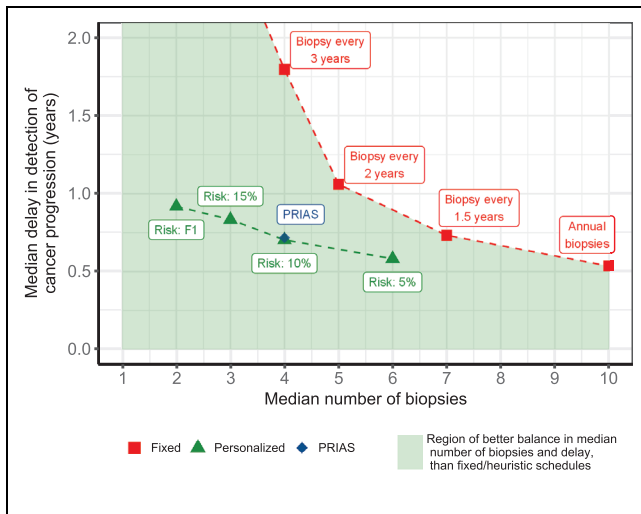 Median delay in detection of
cancer progression (years)
2.0
1.5
1.0
0.5
0.0
Biopsy every
3 years
Biopsy every
2 years
Biopsy every
1.5 years
Annual
biopsies
Risk: 15%
Risk: F1
PRIAS
Risk: 10%
Risk: 5%
1 2 3 4 5 6 7 8 9 10
Median number of biopsies
Fixed Personalized PRIAS
Region of better balance in median
number of biopsies and delay,
than fixed/heuristic schedules